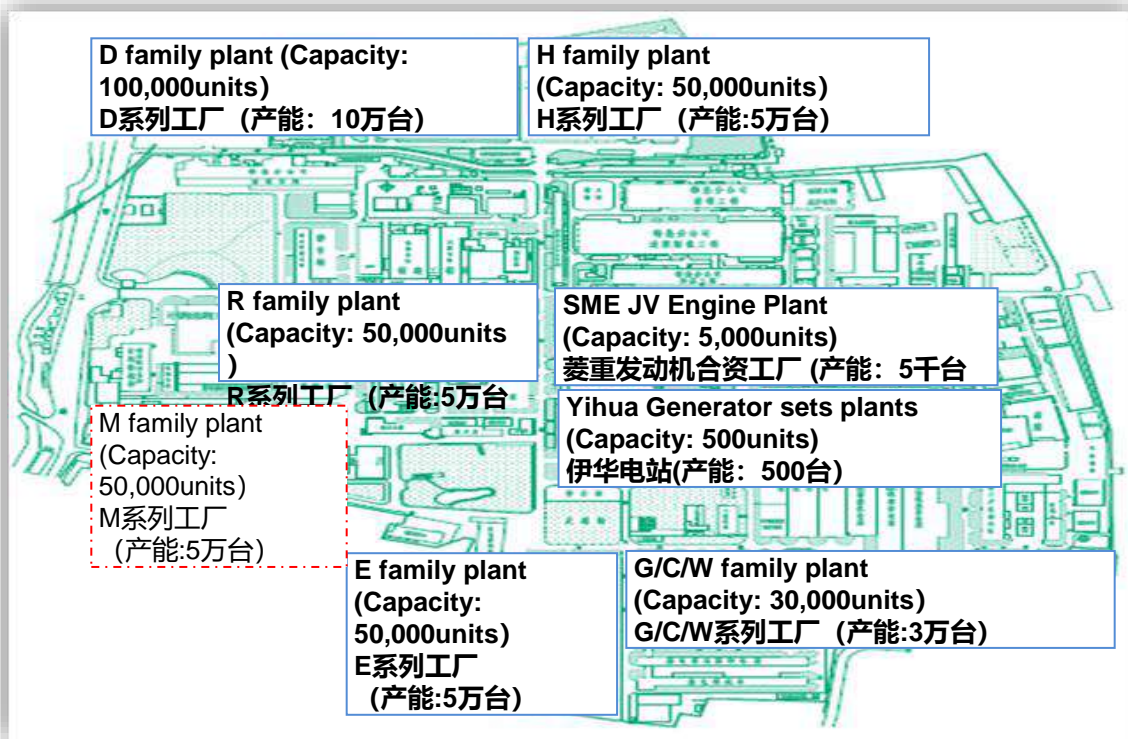 D family plant (Capacity:
100,000units)
D系列工厂（产能：10万台）
H family plant
(Capacity: 50,000units)
H系列工厂（产能:5万台）
R family plant
(Capacity: 50,000units
)
R系列工厂（产能:5万台
SME JV Engine Plant
(Capacity: 5,000units)
菱重发动机合资工厂 (产能：5千台
Yihua Generator sets plants
(Capacity: 500units)
伊华电站(产能：500台)
M family plant
(Capacity:
50,000units)
M系列工厂
（产能:5万台）
E family plant
(Capacity:
50,000units)
E系列工厂
（产能:5万台）
G/C/W family plant
(Capacity: 30,000units)
G/C/W系列工厂（产能:3万台）